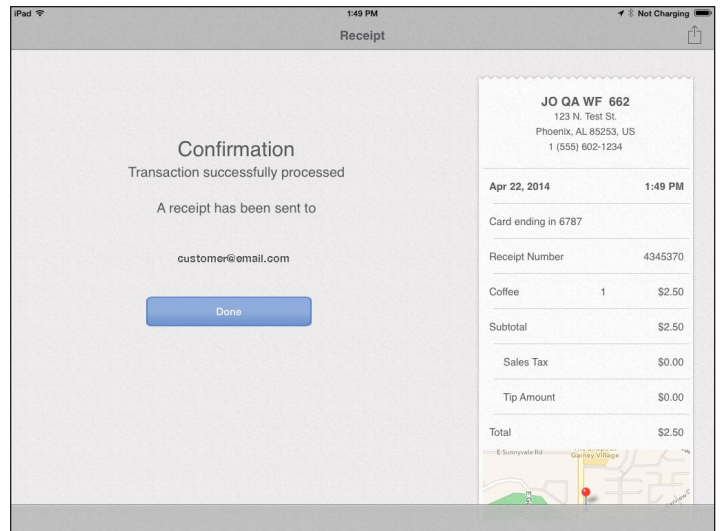 iPad 1:49 PM Not Charging
Receipt
Confirmation
Transaction successfully processed
A receipt has been sent to
customer@email.com
Done
JO QA WF 662
123 N. Test St.
Phoenix, AL 85253, US
1 (555) 602-1234
Apr 22, 2014 1:49 PM
Card ending in 6787
Receipt Number 4345370
Coffee 1 $2.50
Subtotal $2.50
Sales Tax $0.00
Tip Amount $0.00
Total $2.50
E Sunnyvale Rd
Gainey Village